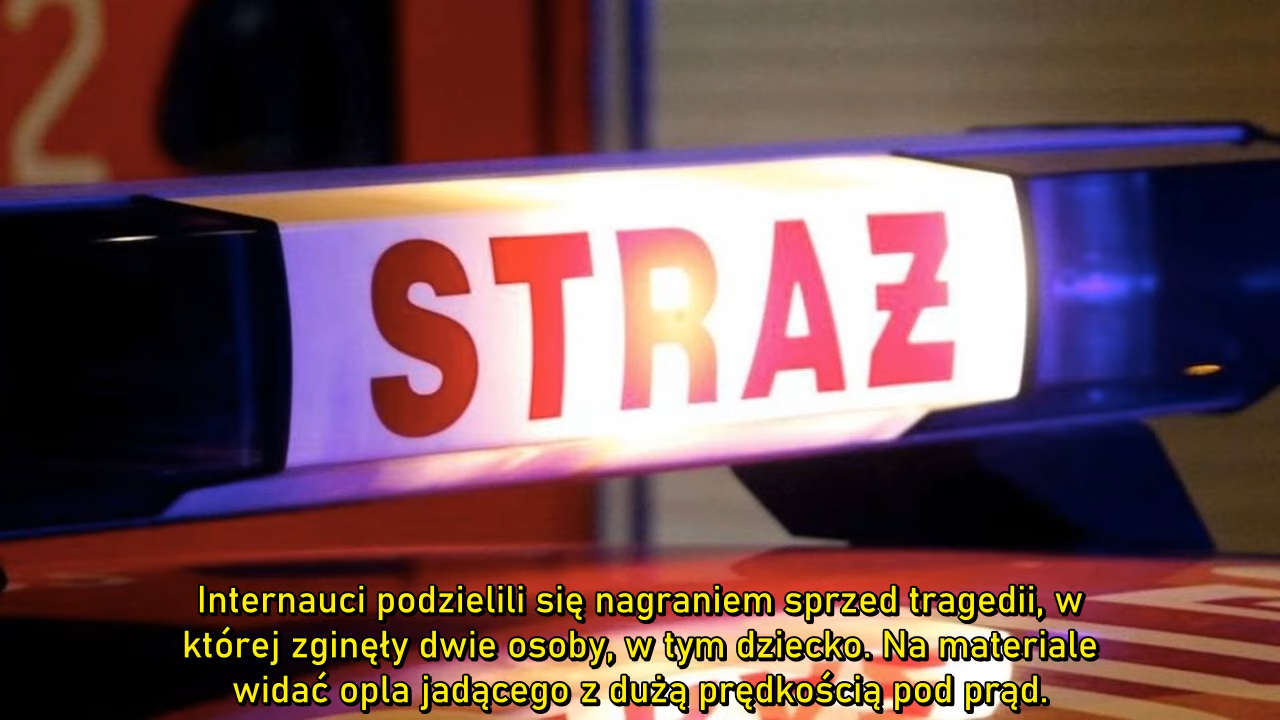 2
STRAŻ
Internauci podzielili się nagraniem sprzed tragedii, w
której zginęły dwie osoby, w tym dziecko. Na materiale
widać opla jadącego z dużą prędkością pod prąd.